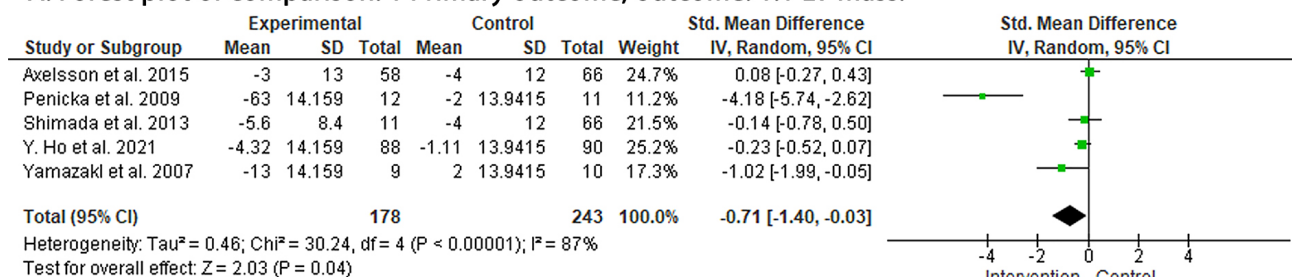 Experimental Control Std. Mean Difference Std. Mean Difference
Study or Subgroup Mean SD Total Mean SD Total Weight IV, Random, 95% CI IV, Random, 95% CI
Axelsson et al. 2015 -3 13 58 -4 12 66 24.7% 0.08 [-0.27, 0.43]
Penicka et al. 2009 -63 14.159 12 -2 13.9415 11 11.2% -4.18 [-5.74, -2.62]
Shimada et al. 2013 -5.6 8.4 11 -4 12 66 21.5% -0.14 [-0.78, 0.50]
Y. Ho et al. 2021 -4.32 14.159 88 -1.11 13.9415 90 25.2% -0.23 [-0.52, 0.07]
Yamazakl et al. 2007 -13 14.159 9 2 13.9415 10 17.3% -1.02 [-1.99, -0.05]
Total (95% CI) 178 243 100.0% -0.71 [-1.40, -0.03]
Heterogeneity: Tau² = 0.46; Chi² = 30.24, df = 4 (P < 0.00001); I² = 87%
Test for overall effect: Z = 2.03 (P = 0.04)
-4 -2 0 2 4
Intervention Control